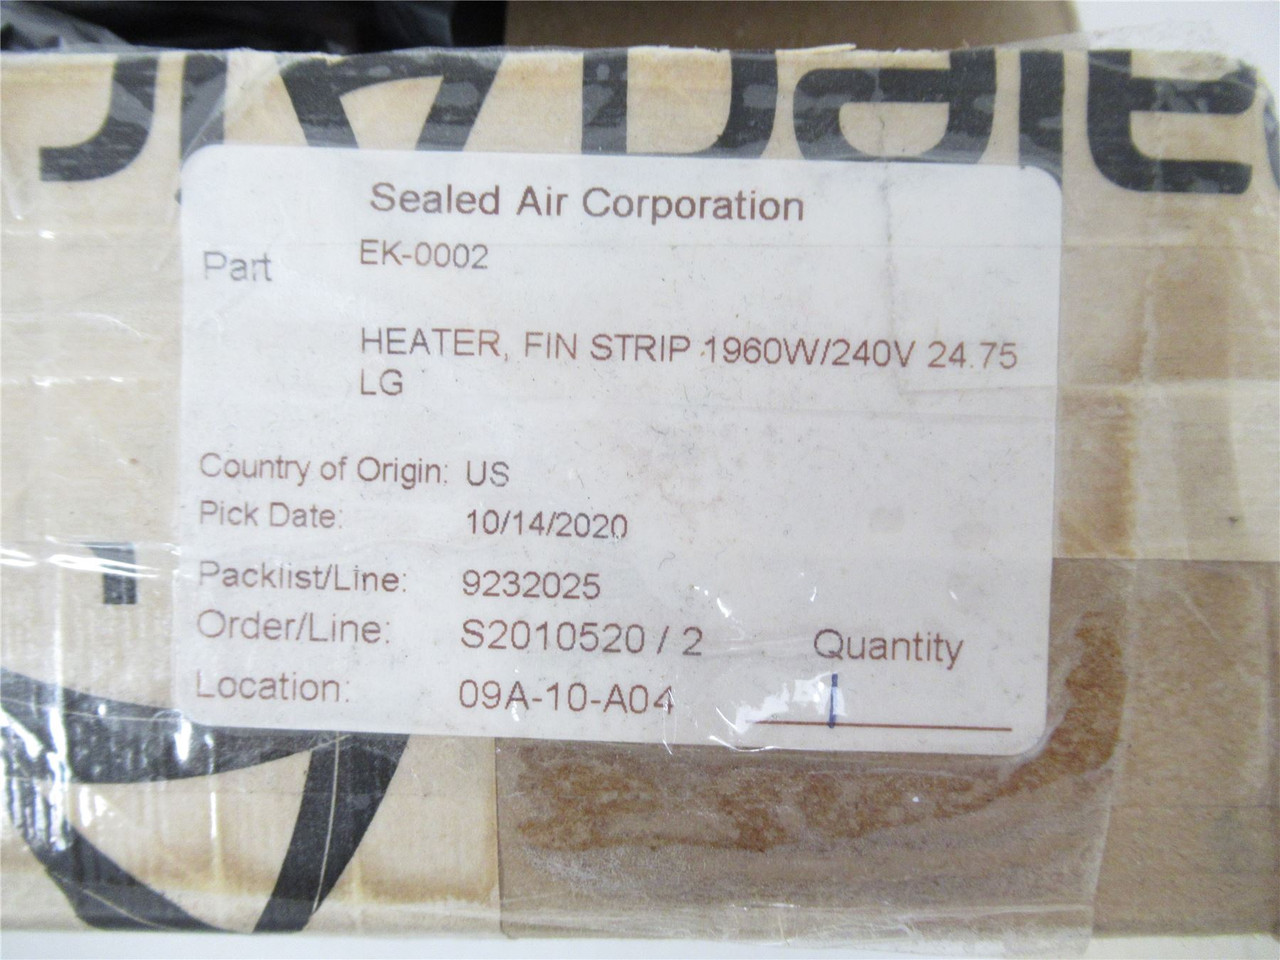 Sealed Air Corporation
Part EK-0002
HEATER, FIN STRIP 1960W/240V 24.75
LG
Country of Origin: US
Pick Date: 10/14/2020
Packlist/Line: 9232025
Order/Line: S2010520 / 2 Quantity
Location: 09A-10-A04 1